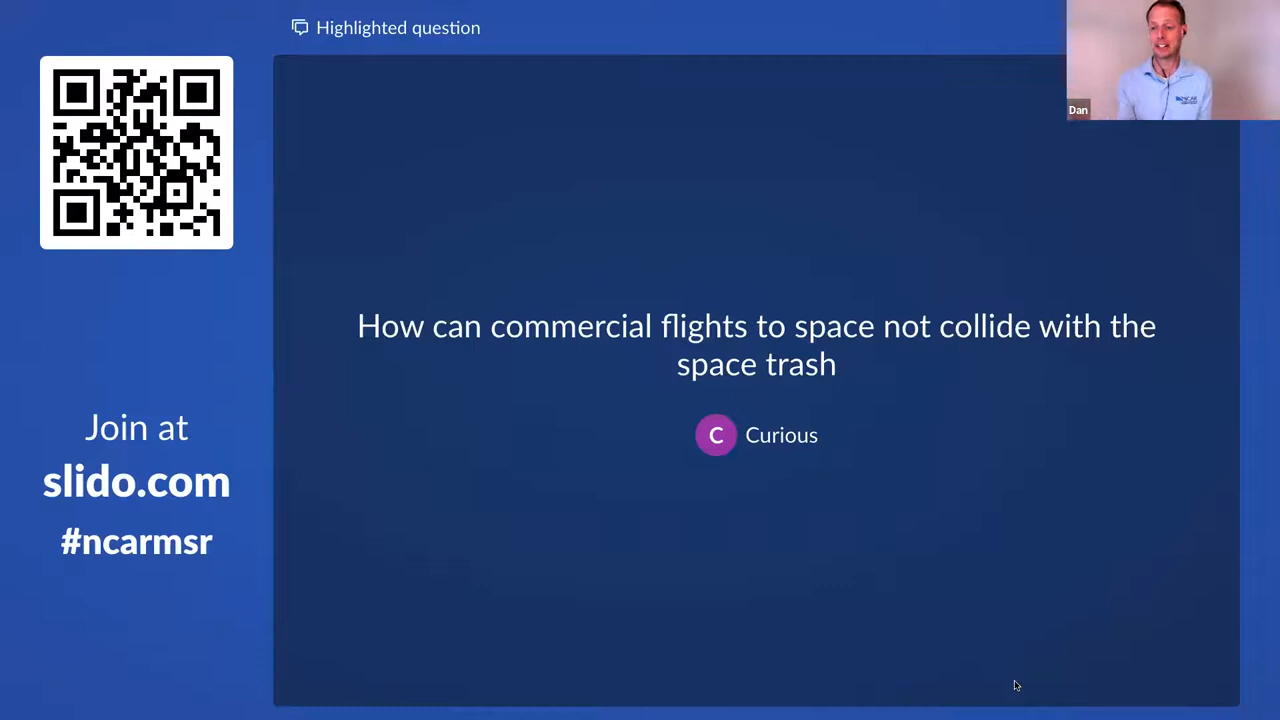 Highlighted question
Dan
How can commercial flights to space not collide with the
space trash
C Curious
Join at
slido.com
#ncarmsr